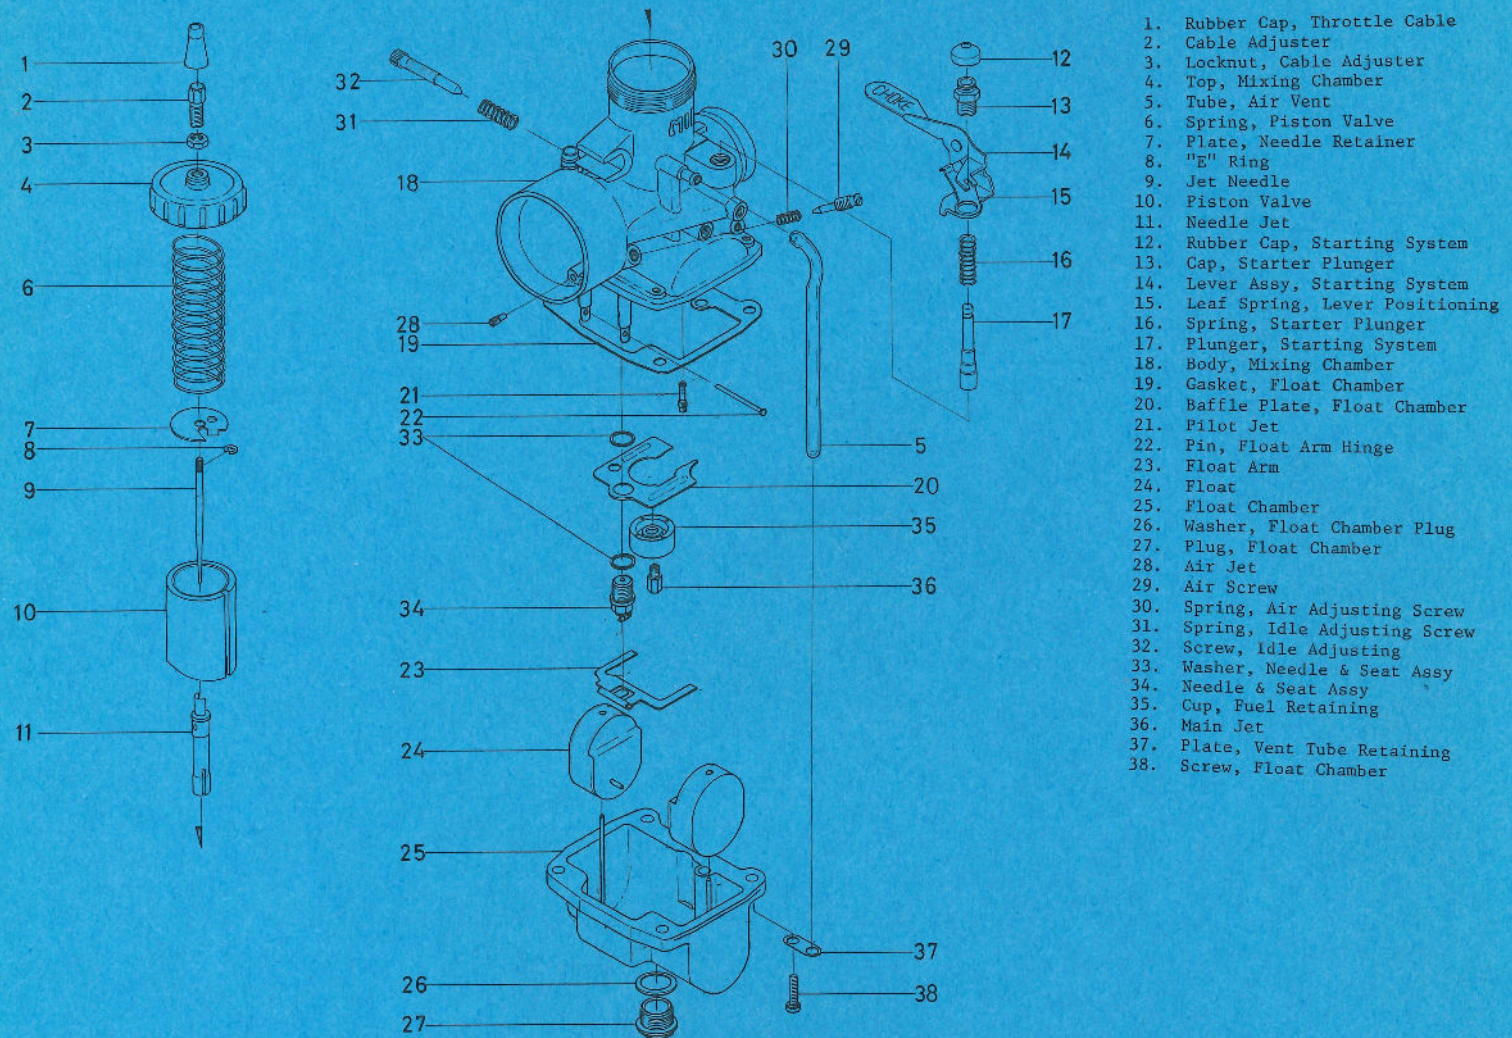 1. Rubber Cap, Throttle Cable
2. Cable Adjuster
3. Locknut, Cable Adjuster
4. Top, Mixing Chamber
5. Tube, Air Vent
6. Spring, Piston Valve
7. Plate, Needle Retainer
8. "E" Ring
9. Jet Needle
10. Piston Valve
11. Needle Jet
12. Rubber Cap, Starting System
13. Cap, Starter Plunger
14. Lever Assy, Starting System
15. Leaf Spring, Lever Positioning
16. Spring, Starter Plunger
17. Plunger, Starting System
18. Body, Mixing Chamber
19. Gasket, Float Chamber
20. Baffle Plate, Float Chamber
21. Pilot Jet
22. Pin, Float Arm Hinge
23. Float Arm
24. Float
25. Float Chamber
26. Washer, Float Chamber Plug
27. Plug, Float Chamber
28. Air Jet
29. Air Screw
30. Spring, Air Adjusting Screw
31. Spring, Idle Adjusting Screw
32. Screw, Idle Adjusting
33. Washer, Needle & Seat Assy
34. Needle & Seat Assy
35. Cup, Fuel Retaining
36. Main Jet
37. Plate, Vent Tube Retaining
38. Screw, Float Chamber
1
2
3
4
6
7
8
9
10
11
32
31
18
28
19
21
22
33
34
23
24
25
26
27
30 29
5
20
35
36
37
38
CHOKE
12
13
14
15
16
17